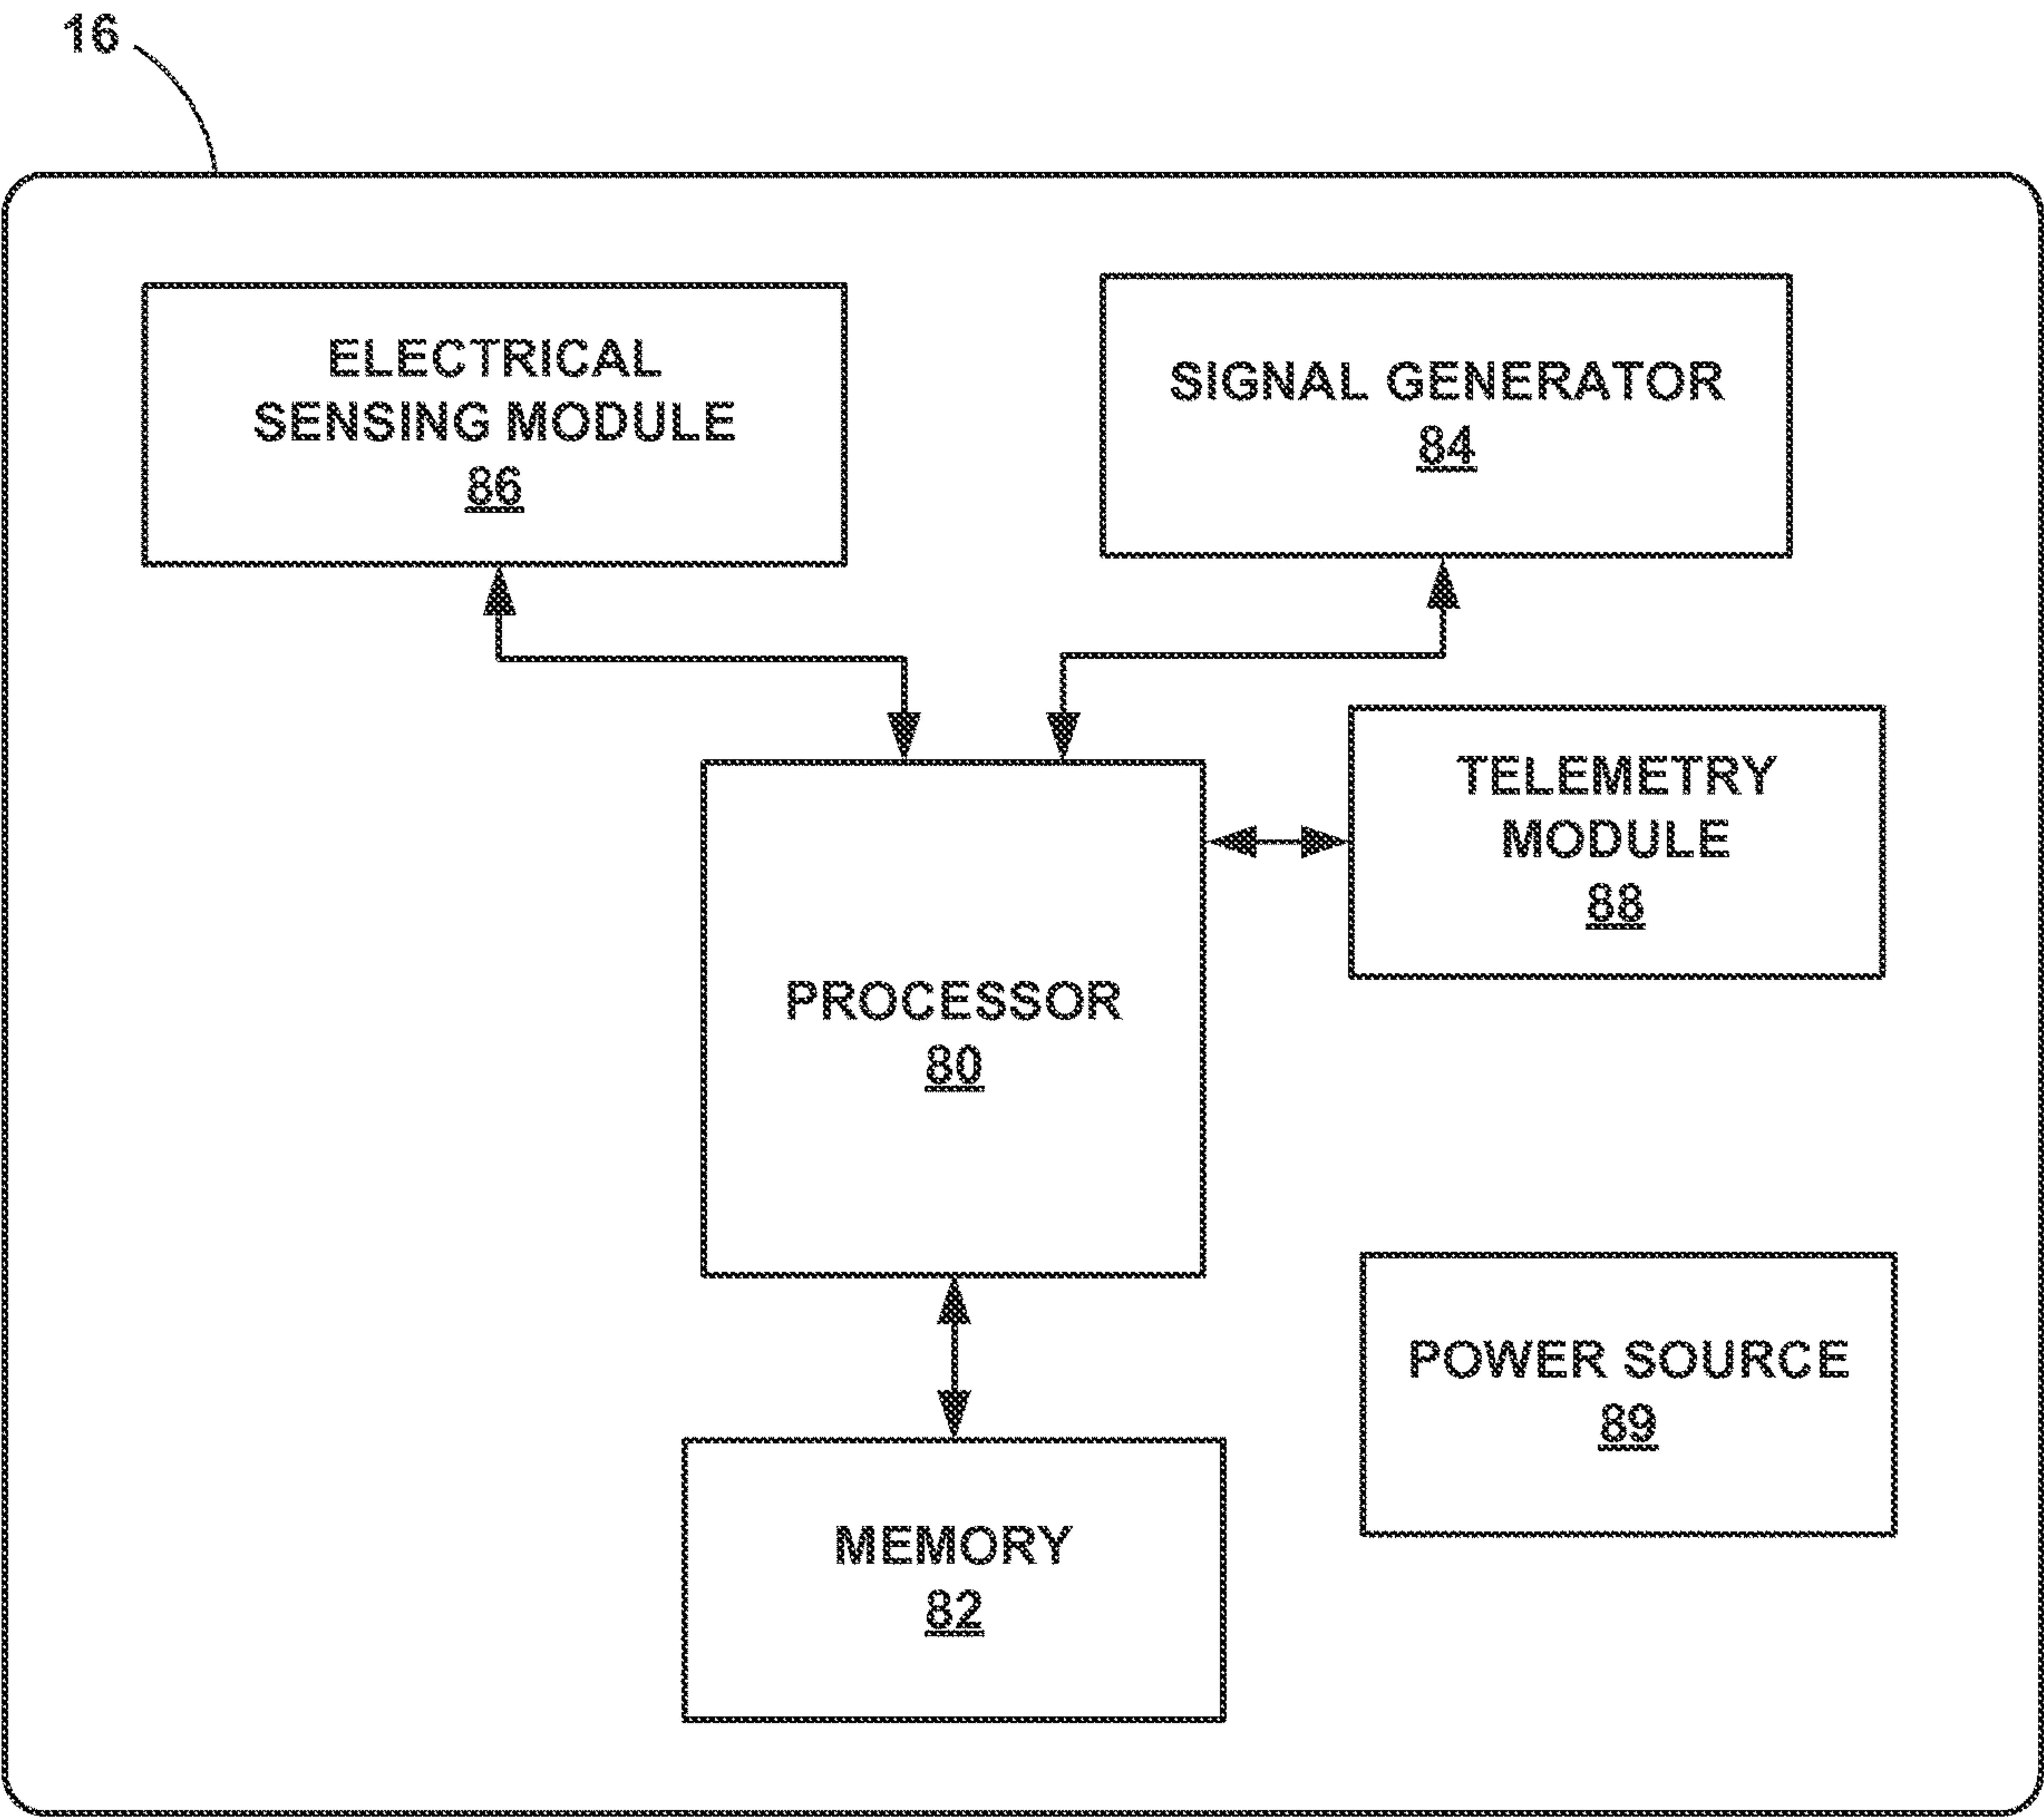 16
ELECTRICAL
SENSING MODULE
86
SIGNAL GENERATOR
84
TELEMETRY
MODULE
88
PROCESSOR
80
POWER SOURCE
89
MEMORY
82